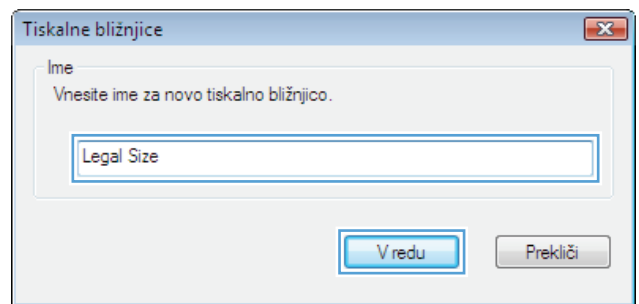 Tiskalne bližnjice
Ime
Vnesite ime za novo tiskalno bližnjico.
Legal Size
V redu
Prekliči